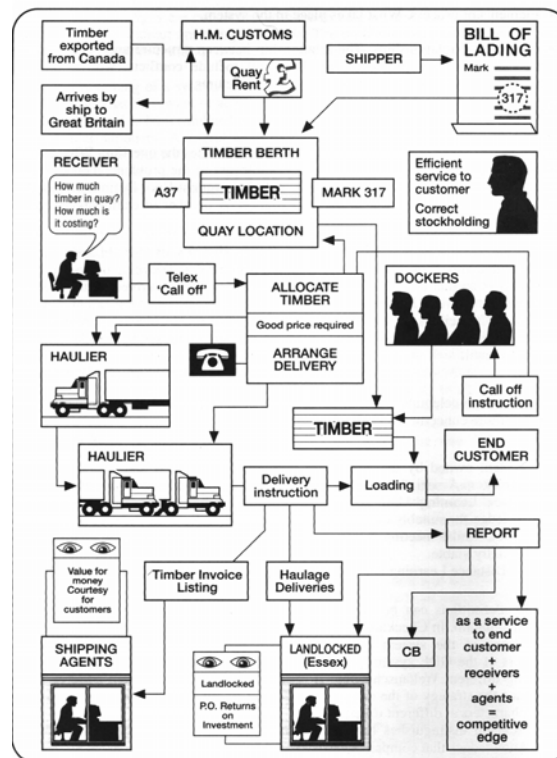 Timber
exported
from Canada
H.M. CUSTOMS
Quay
Rent
£
SHIPPER
BILL OF
LADING
Mark
317
Arrives by
ship to
Great Britain
RECEIVER
How much
timber in quay?
How much is
it costing?
TIMBER BERTH
A37
TIMBER
MARK 317
QUAY LOCATION
Efficient
service to
customer
Correct
stockholding
Telex
'Call off'
ALLOCATE
TIMBER
Good price required
ARRANGE
DELIVERY
DOCKERS
HAULIER
Call off
instruction
TIMBER
END
CUSTOMER
HAULIER
Delivery
instruction
Loading
REPORT
Value for
money
Courtesy
for
customers
Timber Invoice
Listing
Haulage
Deliveries
SHIPPING
AGENTS
Landlocked
P.O. Returns
on
Investment
LANDLOCKED
(Essex)
CB
as a service
to end
customer
+
receivers
+
agents
=
competitive
edge